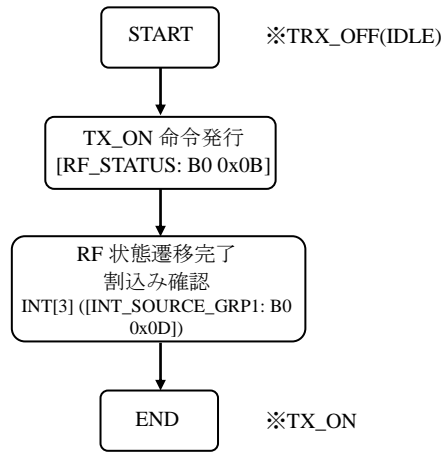 START ※TRX_OFF(IDLE)
TX_ON 命令発行
[RF_STATUS: B0 0x0B]
RF 状態遷移完了
割込み確認
INT[3] ([INT_SOURCE_GRP1: B0
0x0D])
END ※TX_ON